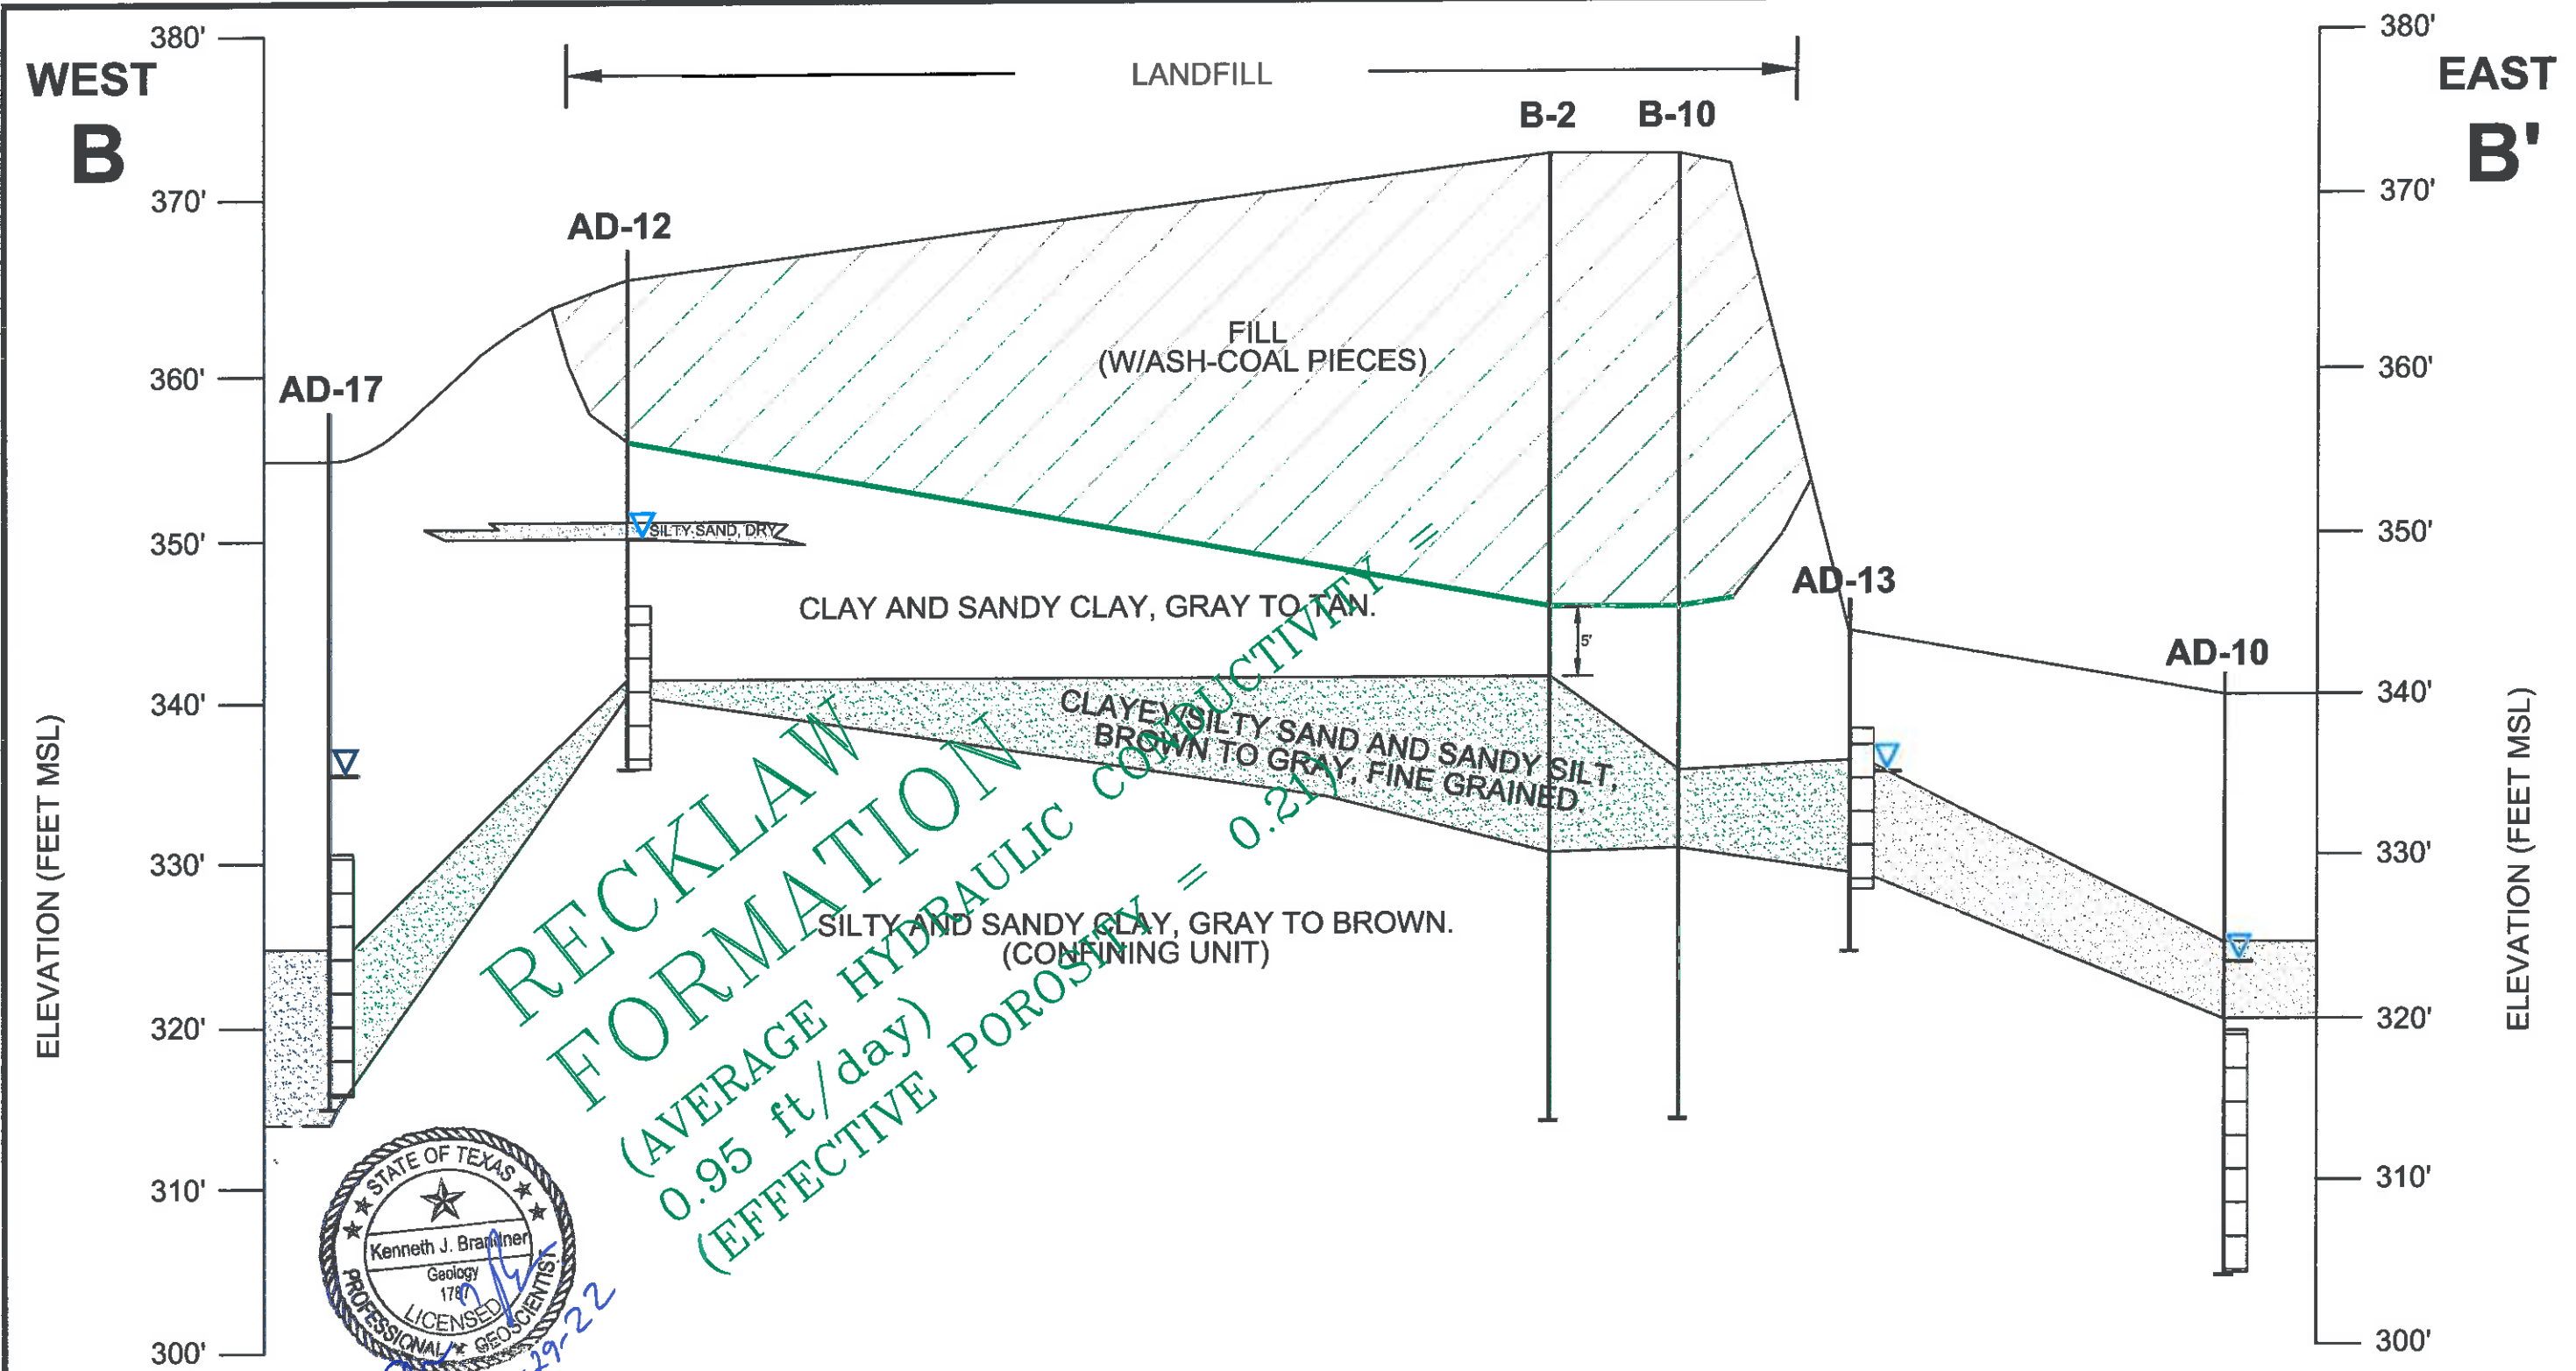 WEST
B
EAST
B'
LANDFILL
B-2
B-10
AD-12
AD-17
AD-13
AD-10
380'
370'
360'
350'
340'
330'
320'
310'
300'
ELEVATION (FEET MSL)
380'
370'
360'
350'
340'
330'
320'
310'
300'
ELEVATION (FEET MSL)
FILL
(W/ASH-COAL PIECES)
SILTY SAND, DRY
CLAY AND SANDY CLAY, GRAY TO TAN.
5'
CLAYEY/SILTY SAND AND SANDY SILT,
BROWN TO GRAY, FINE GRAINED.
SILTY AND SANDY CLAY, GRAY TO BROWN.
(CONFINING UNIT)
RECKLAW
FORMATION
(AVERAGE HYDRAULIC CONDUCTIVITY =
0.95 ft/day)
(EFFECTIVE POROSITY = 0.21)
STATE OF TEXAS
Kenneth J. Brandner
Geology
1787
LICENSED
PROFESSIONAL GEOSCIENTIST
29-22